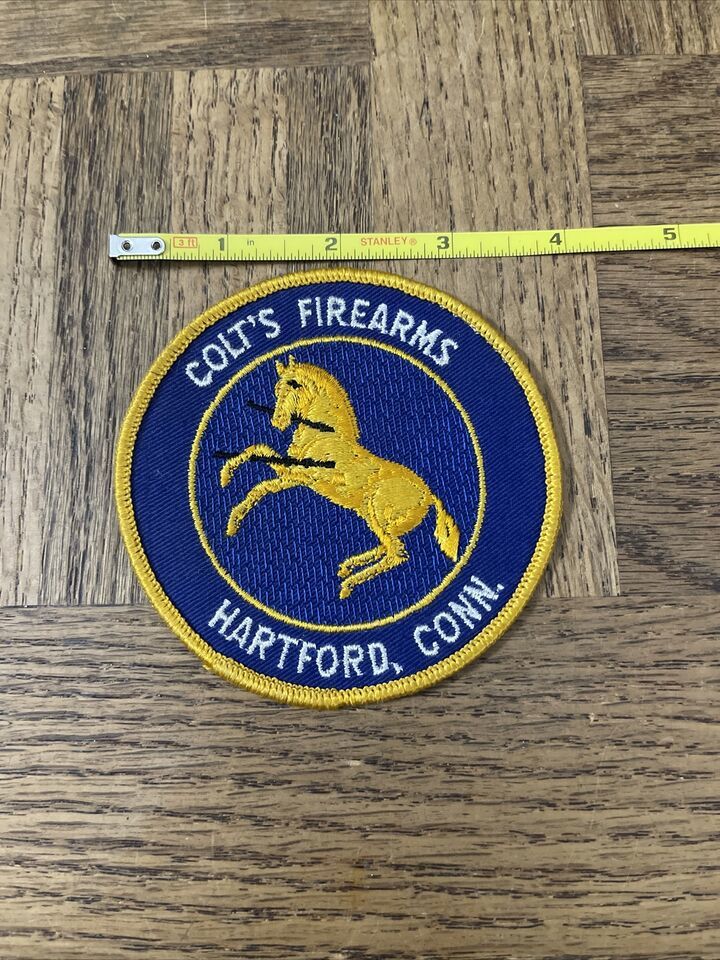 3 ft 1 in 2 STANLEY® 3 4 5
COLT'S FIREARMS
HARTFORD, CONN.